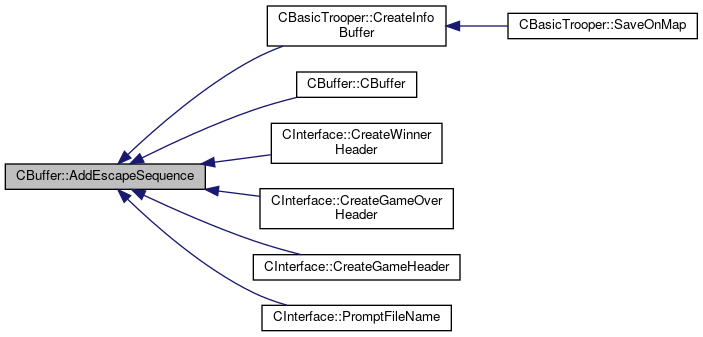 CBasicTrooper::CreateInfo
Buffer
CBasicTrooper::SaveOnMap
CBuffer::CBuffer
CInterface::CreateWinner
Header
CBuffer::AddEscapeSequence
CInterface::CreateGameOver
Header
CInterface::CreateGameHeader
CInterface::PromptFileName